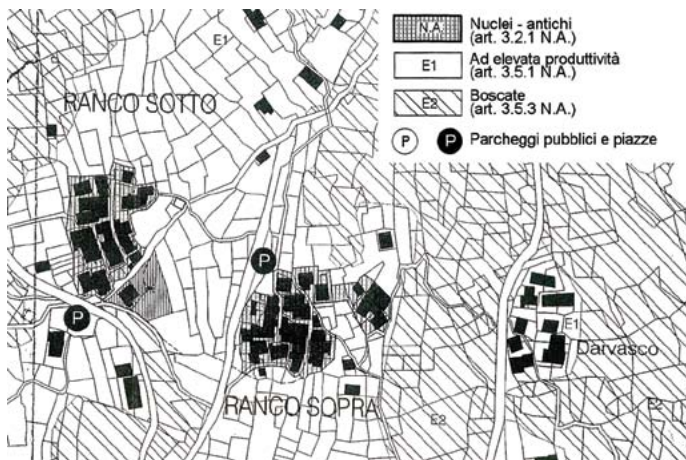 N.A.
Nuclei - antichi
(art. 3.2.1 N.A.)
E1
Ad elevata produttività
(art. 3.5.1 N.A.)
E2
Boscate
(art. 3.5.3 N.A.)
P
P
Parcheggi pubblici e piazze
E1
RANCO SOTTO
P
P
E1
Darvasco
RANCO SOPRA
E2
E2